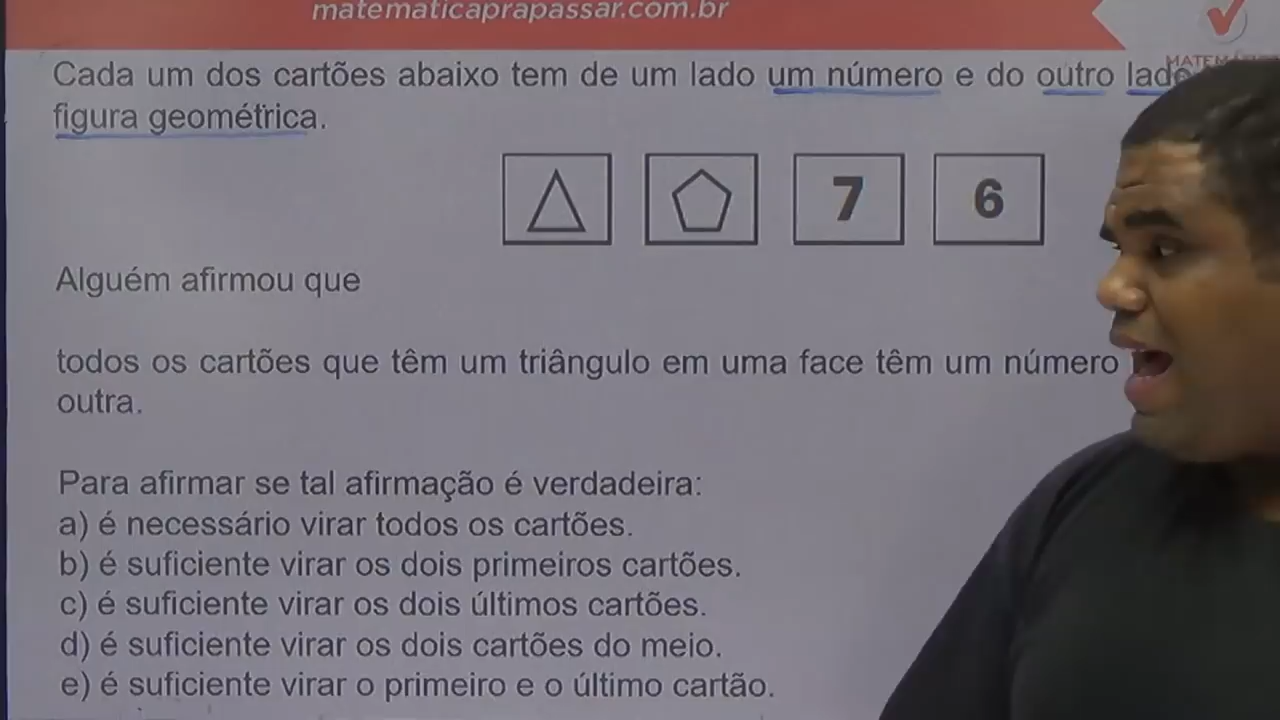 matematicaprapassar.com.br
Cada um dos cartões abaixo tem de um lado um número e do outro lado
figura geométrica.
7 6
Alguém afirmou que
todos os cartões que têm um triângulo em uma face têm um número
outra.
Para afirmar se tal afirmação é verdadeira:
a) é necessário virar todos os cartões.
b) é suficiente virar os dois primeiros cartões.
c) é suficiente virar os dois últimos cartões.
d) é suficiente virar os dois cartões do meio.
e) é suficiente virar o primeiro e o último cartão.